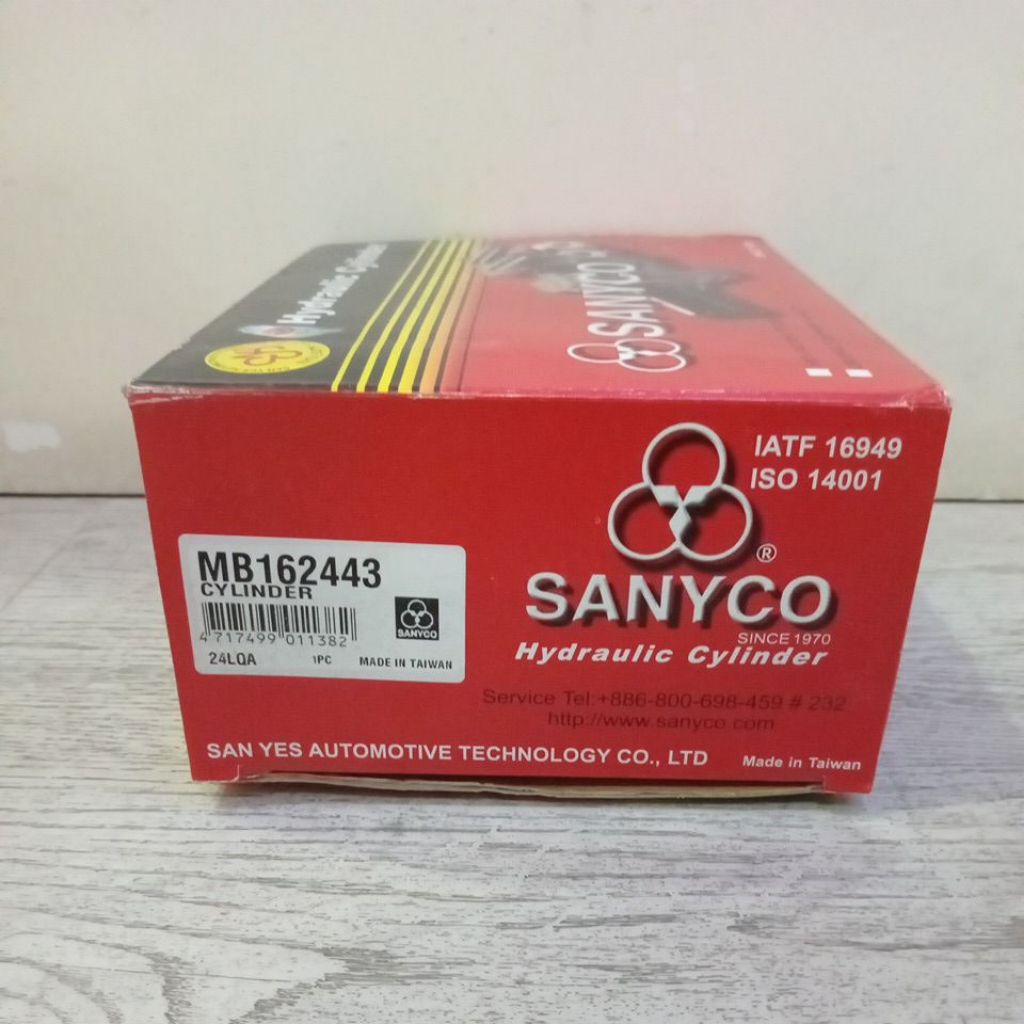 Hydraulic Cylinder
SANYCO
IATF 16949
ISO 14001
®
SANYCO
SINCE 1970
Hydraulic Cylinder
MB162443
CYLINDER
4 717499 011382
SANYCO
24LQA 1PC MADE IN TAIWAN
Service Tel:+886-800-698-459 # 232
http://www.sanyco.com
SAN YES AUTOMOTIVE TECHNOLOGY CO., LTD
Made in Taiwan